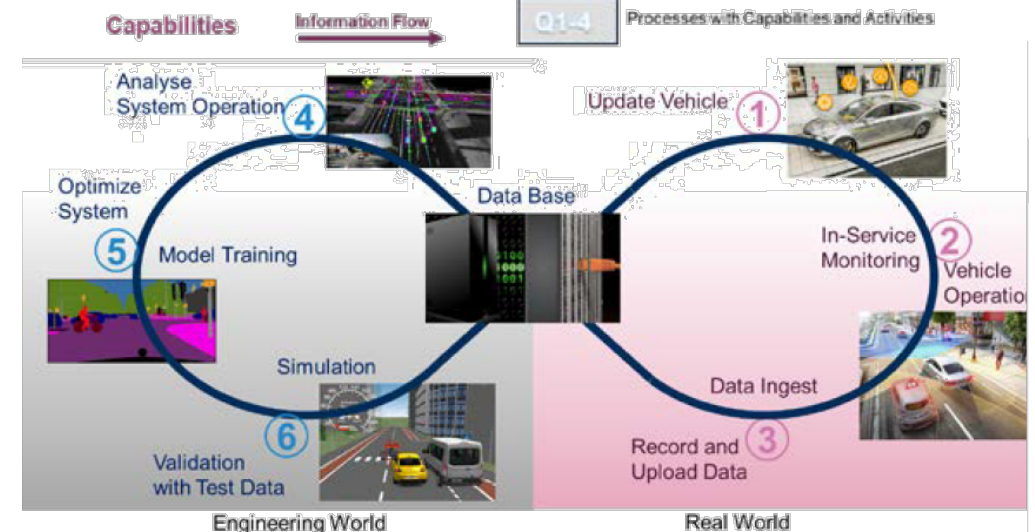 Capabilities
Information Flow
Q1-4
Processes with Capabilities and Activities
Analyse
System Operation
4
Update Vehicle
1
Optimize
System
5
Model Training
Data Base
In-Service
Monitoring
2
Vehicle
Operatio
Simulation
6
Validation
with Test Data
Data Ingest
3
Record and
Upload Data
Engineering World
Real World